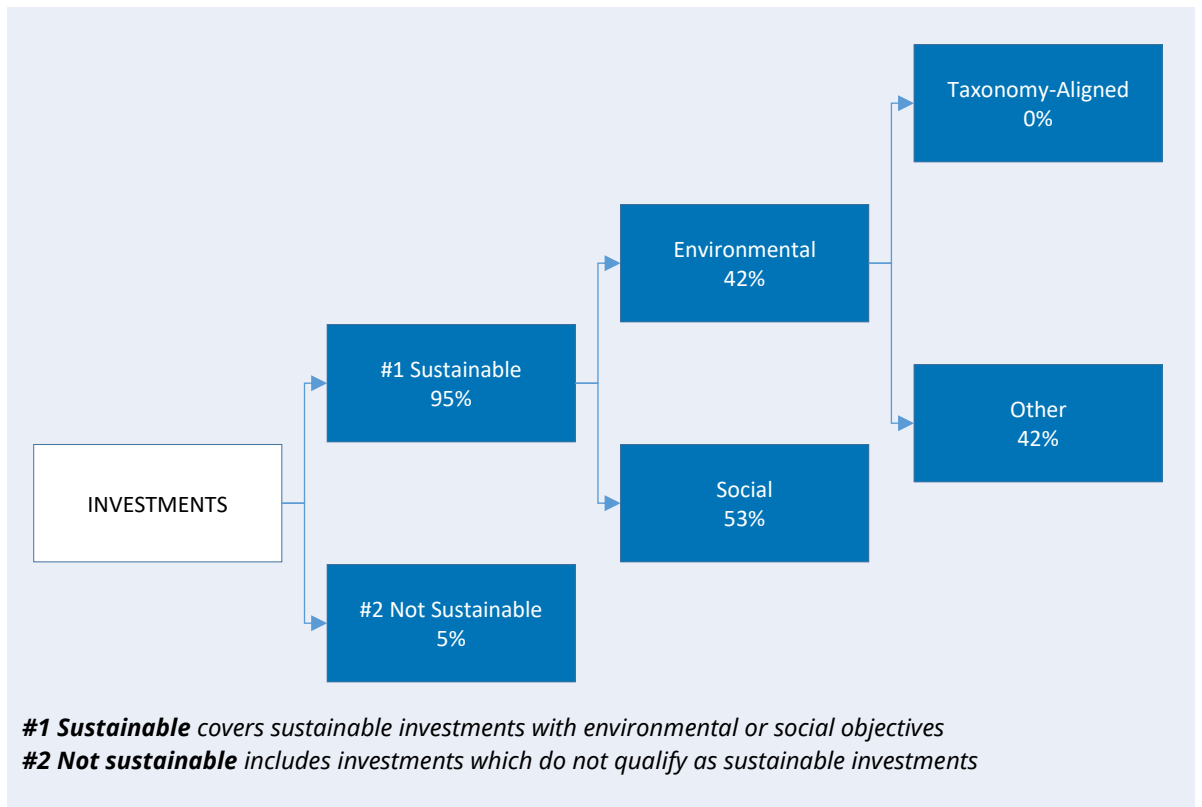 INVESTMENTS
#1 Sustainable
95%
#2 Not Sustainable
5%
Environmental
42%
Social
53%
Taxonomy-Aligned
0%
Other
42%
#1 Sustainable covers sustainable investments with environmental or social objectives
#2 Not sustainable includes investments which do not qualify as sustainable investments